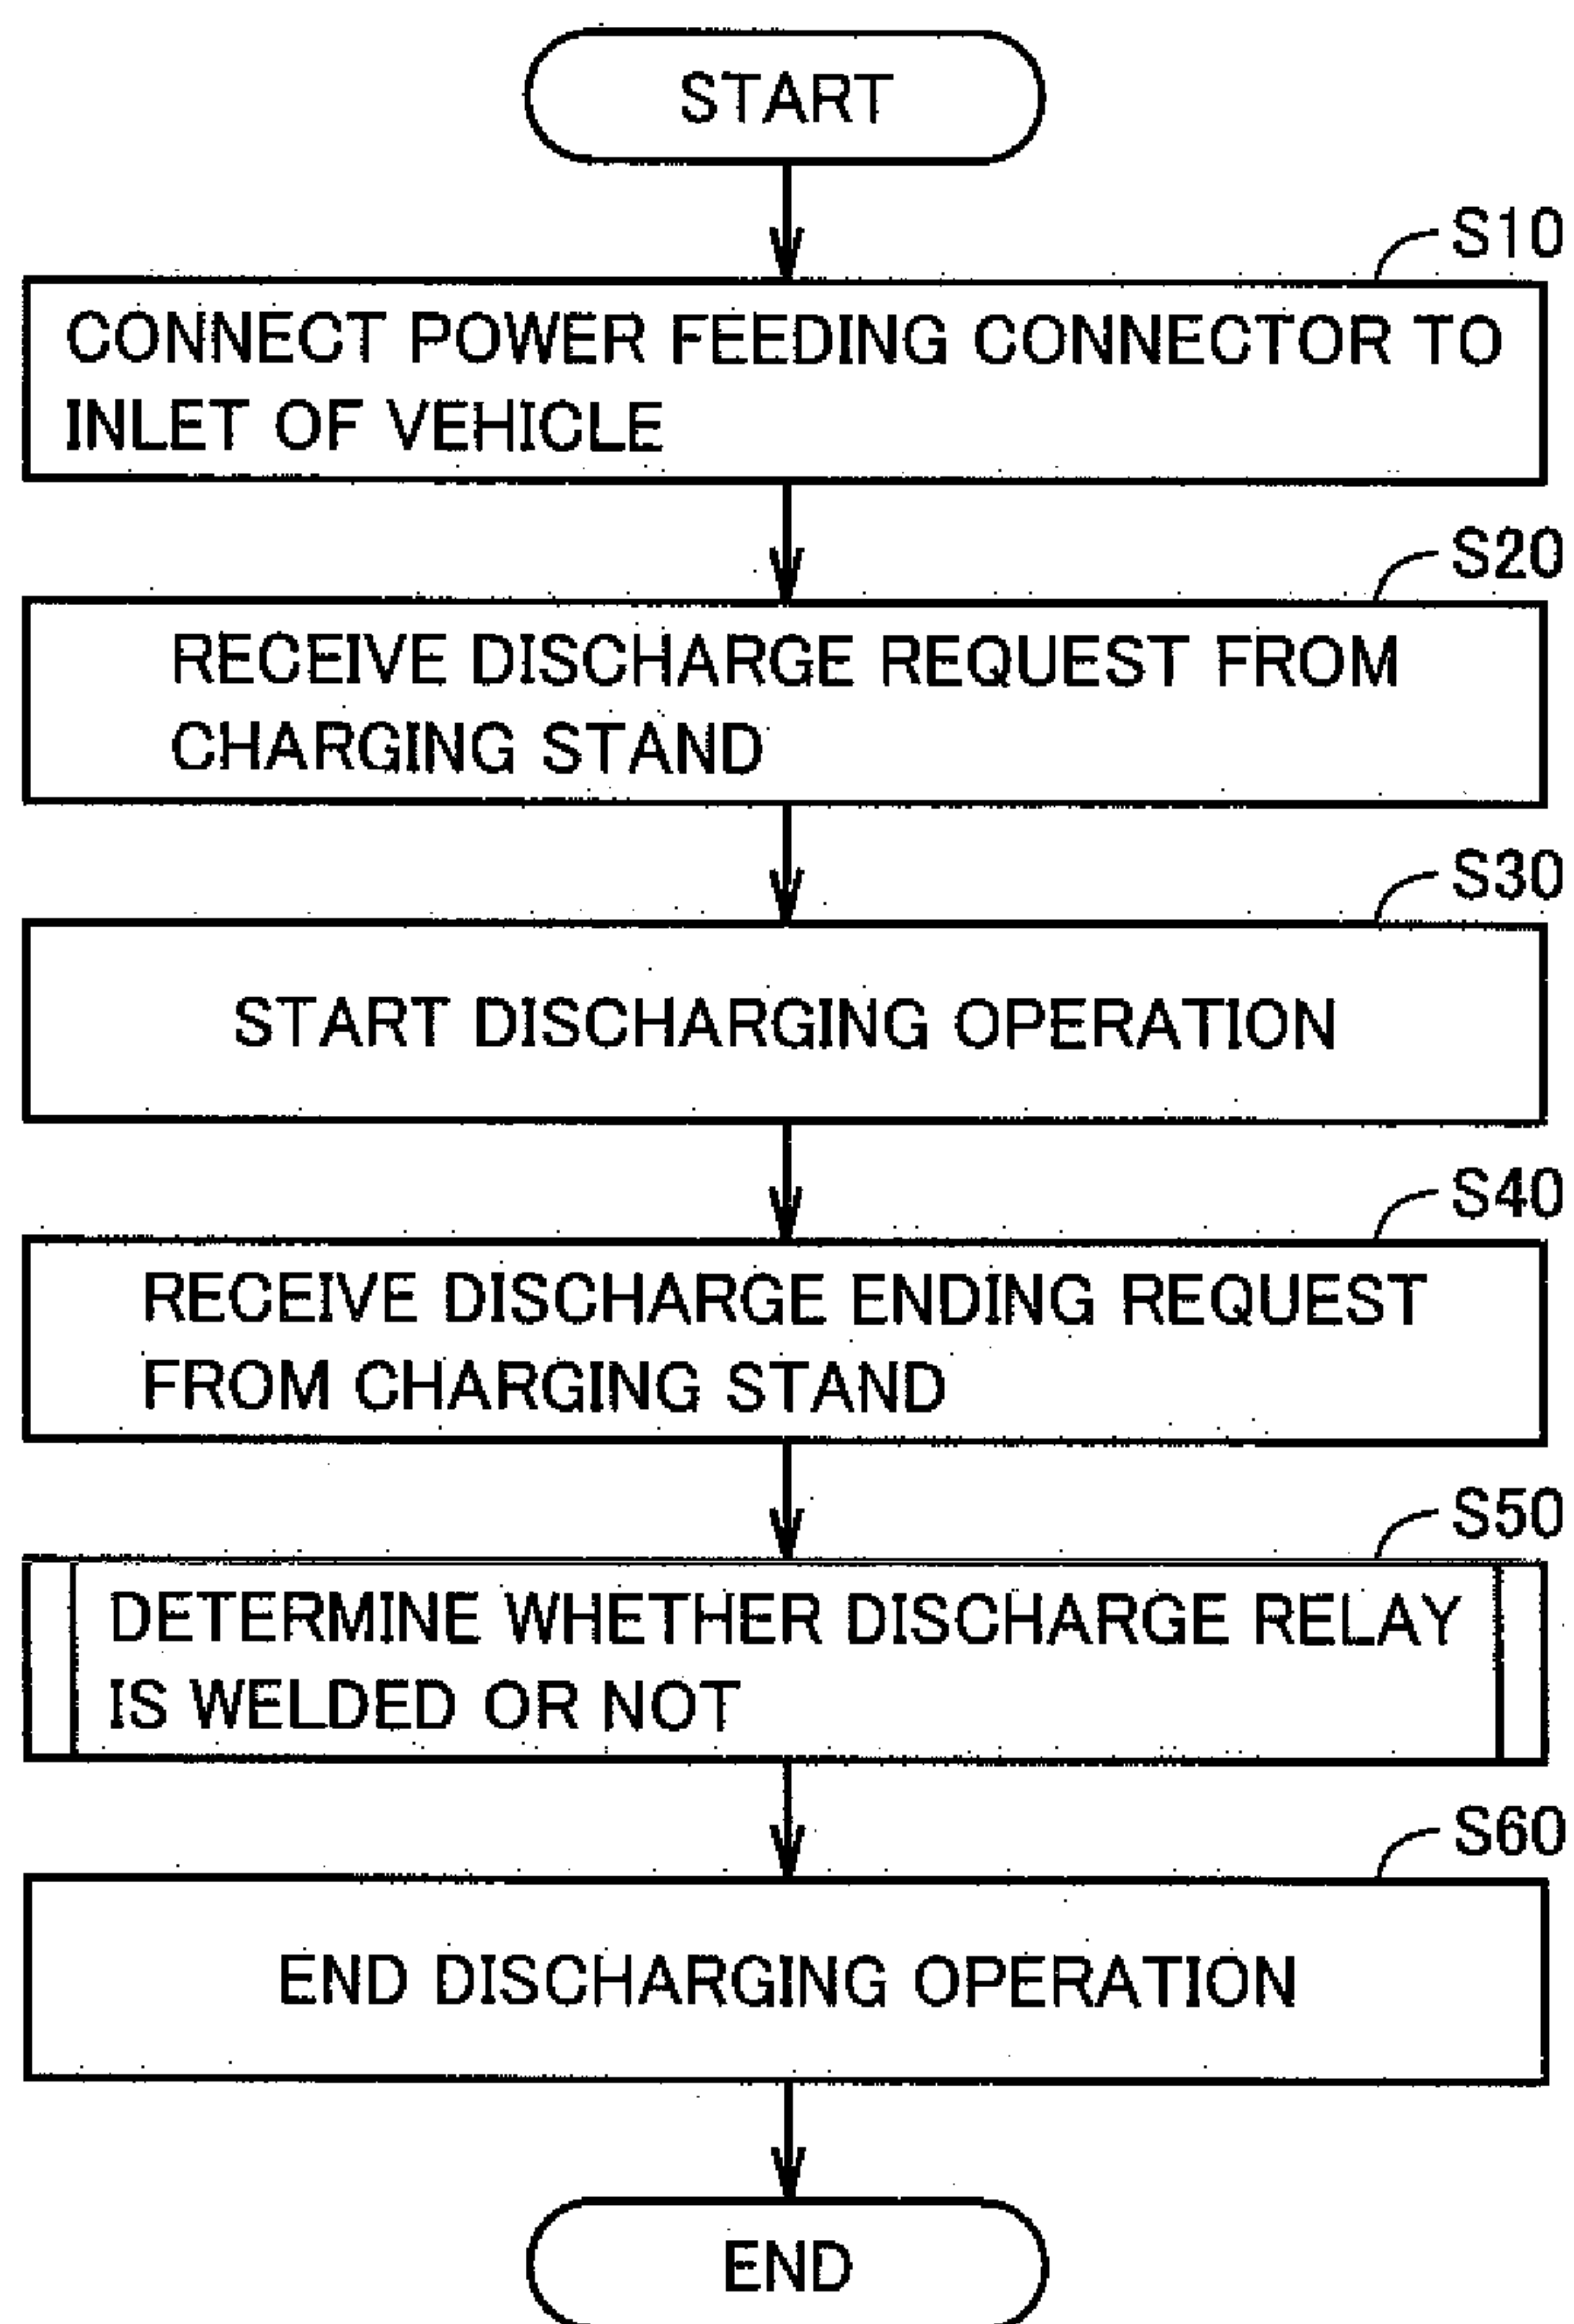 START
S10
CONNECT POWER FEEDING CONNECTOR TO
INLET OF VEHICLE
S20
RECEIVE DISCHARGE REQUEST FROM
CHARGING STAND
S30
START DISCHARGING OPERATION
S40
RECEIVE DISCHARGE ENDING REQUEST
FROM CHARGING STAND
S50
DETERMINE WHETHER DISCHARGE RELAY
IS WELDED OR NOT
S60
END DISCHARGING OPERATION
END